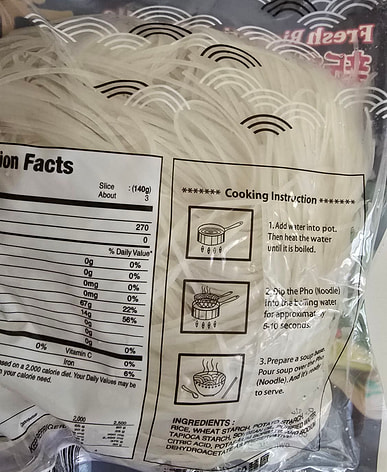 Fresh Ri
ion Facts
Slice : (140g)
About 3
270
0
% Daily Value*
0g 0%
0g 0%
0mg 0%
0mg 0%
67g 22%
14g 56%
0g
0g
0% Vitamin C 0%
Iron 6%
ased on a 2,000 calorie diet. Your Daily Values may be
n your calorie need.
2,000 2,500
******* Cooking Instruction *******
1. Add water into pot.
Then heat the water
until it is boiled.
2. Dip the Pho (Noodle)
into the boiling water
for approximately
5-10 seconds.
3. Prepare a soup base.
Pour soup over the Pho
(Noodle). And it's ready
to serve.
INGREDIENTS :
RICE, WHEAT STARCH, POTATO STARCH,
TAPIOCA STARCH,
CITRIC ACID,
DEHYDROACETATE